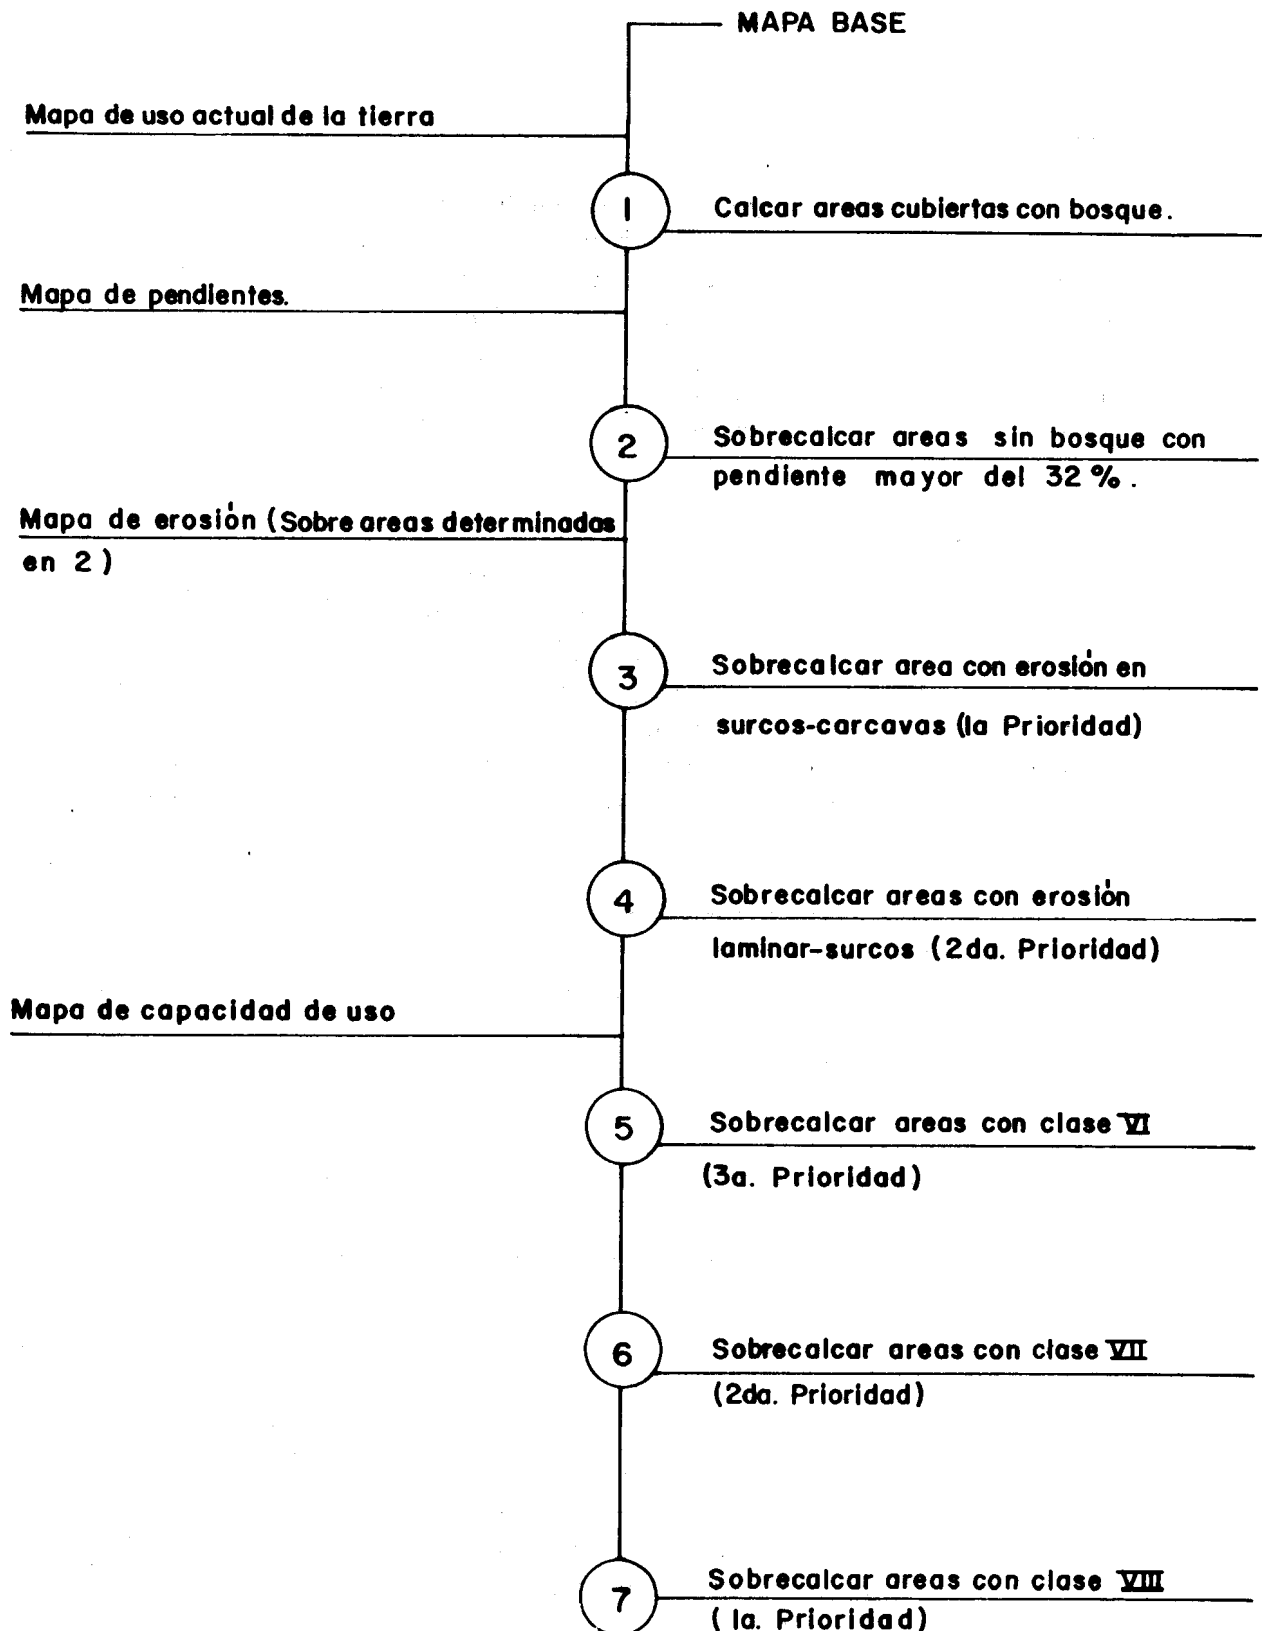 MAPA BASE
Mapa de uso actual de la tierra
1
Calcar areas cubiertas con bosque.
Mapa de pendientes.
2
Sobrecalcar areas sin bosque con
pendiente mayor del 32 %.
Mapa de erosión (Sobre areas determinadas
en 2 )
3
Sobrecalcar area con erosión en
surcos-carcavas (la Prioridad)
4
Sobrecalcar areas con erosión
laminar-surcos (2da. Prioridad)
Mapa de capacidad de uso
5
Sobrecalcar areas con clase VI
(3a. Prioridad)
6
Sobrecalcar areas con clase VII
(2da. Prioridad)
7
Sobrecalcar areas con clase VIII
( la. Prioridad)